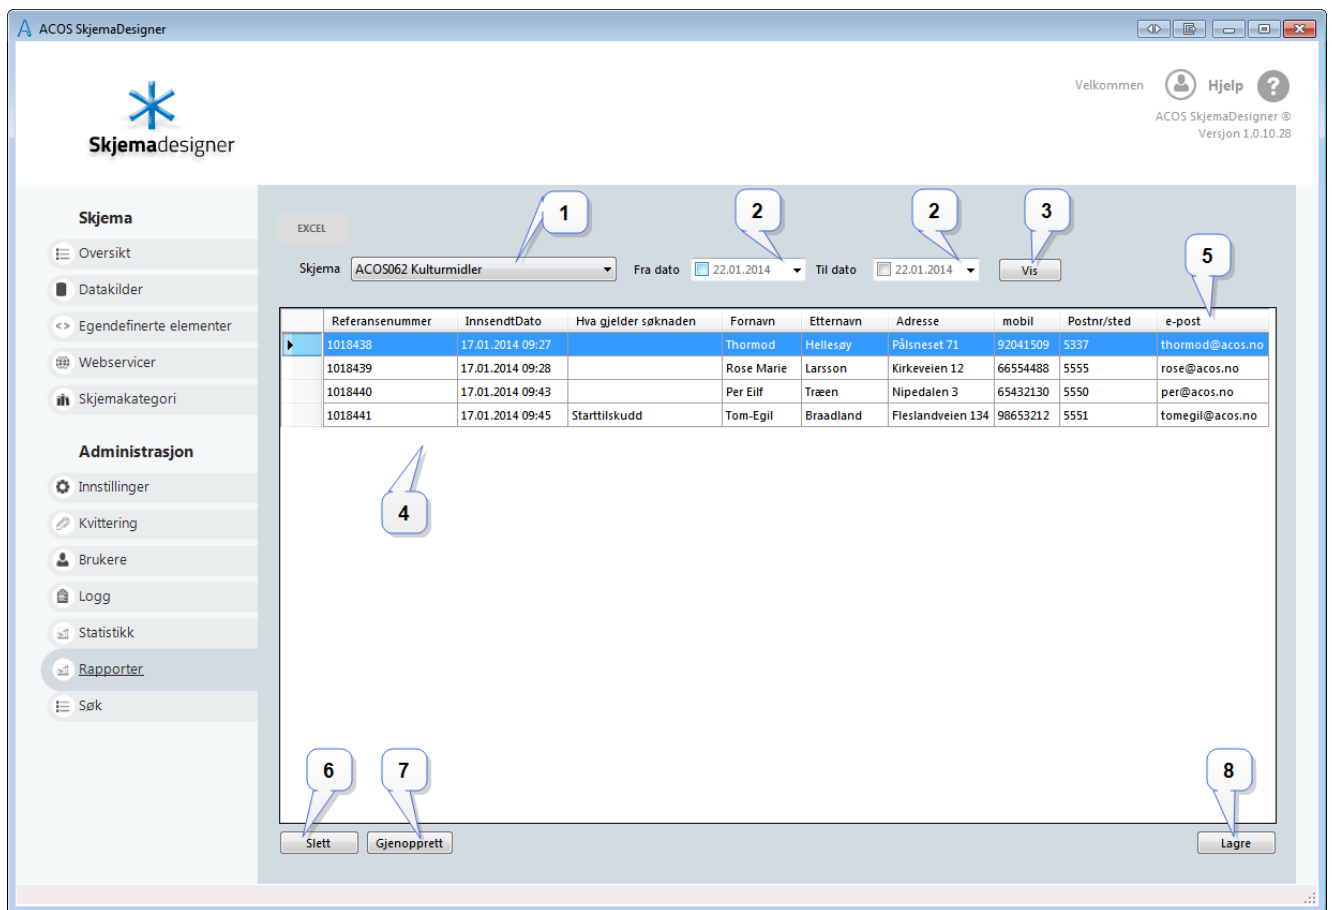 ACOS SkjemaDesigner
Velkommen Hjelp ?
ACOS SkjemaDesigner ®
Versjon 1.0.10.28
Skjemadesigner
Skjema
Oversikt
Datakilder
Egendefinerte elementer
Webservicer
Skjemakategori
Administrasjon
Innstillinger
Kvittering
Brukere
Logg
Statistikk
Rapporter
Søk
1 2 2 3
EXCEL
5
Skjema ACOS062 Kulturmidler Fra dato 22.01.2014 Til dato 22.01.2014 Vis
Referansenummer InnsendtDato Hva gjelder søknaden Fornavn Etternavn Adresse mobil Postnr/sted e-post
1018438 17.01.2014 09:27 Thormod Hellesøy Pålsneset 71 92041509 5337 thormod@acos.no
1018439 17.01.2014 09:28 Rose Marie Larsson Kirkeveien 12 66554488 5555 rose@acos.no
1018440 17.01.2014 09:43 Per Eilf Træen Nipedalen 3 65432130 5550 per@acos.no
1018441 17.01.2014 09:45 Starttilskudd Tom-Egil Braadland Fleslandveien 134 98653212 5551 tomegil@acos.no
4
6 7 8
Slett Gjenopprett Lagre